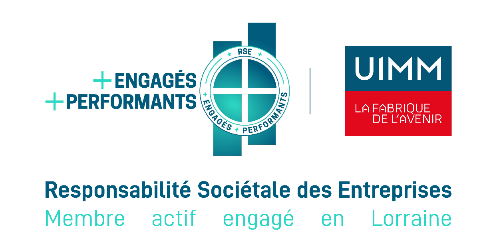 +ENGAGÉS
+PERFORMANTS
RSE
+ ENGAGÉS + PERFORMANTS
UIMM
LA FABRIQUE
DE L'AVENIR
Responsabilité Sociétale des Entreprises
Membre actif engagé en Lorraine